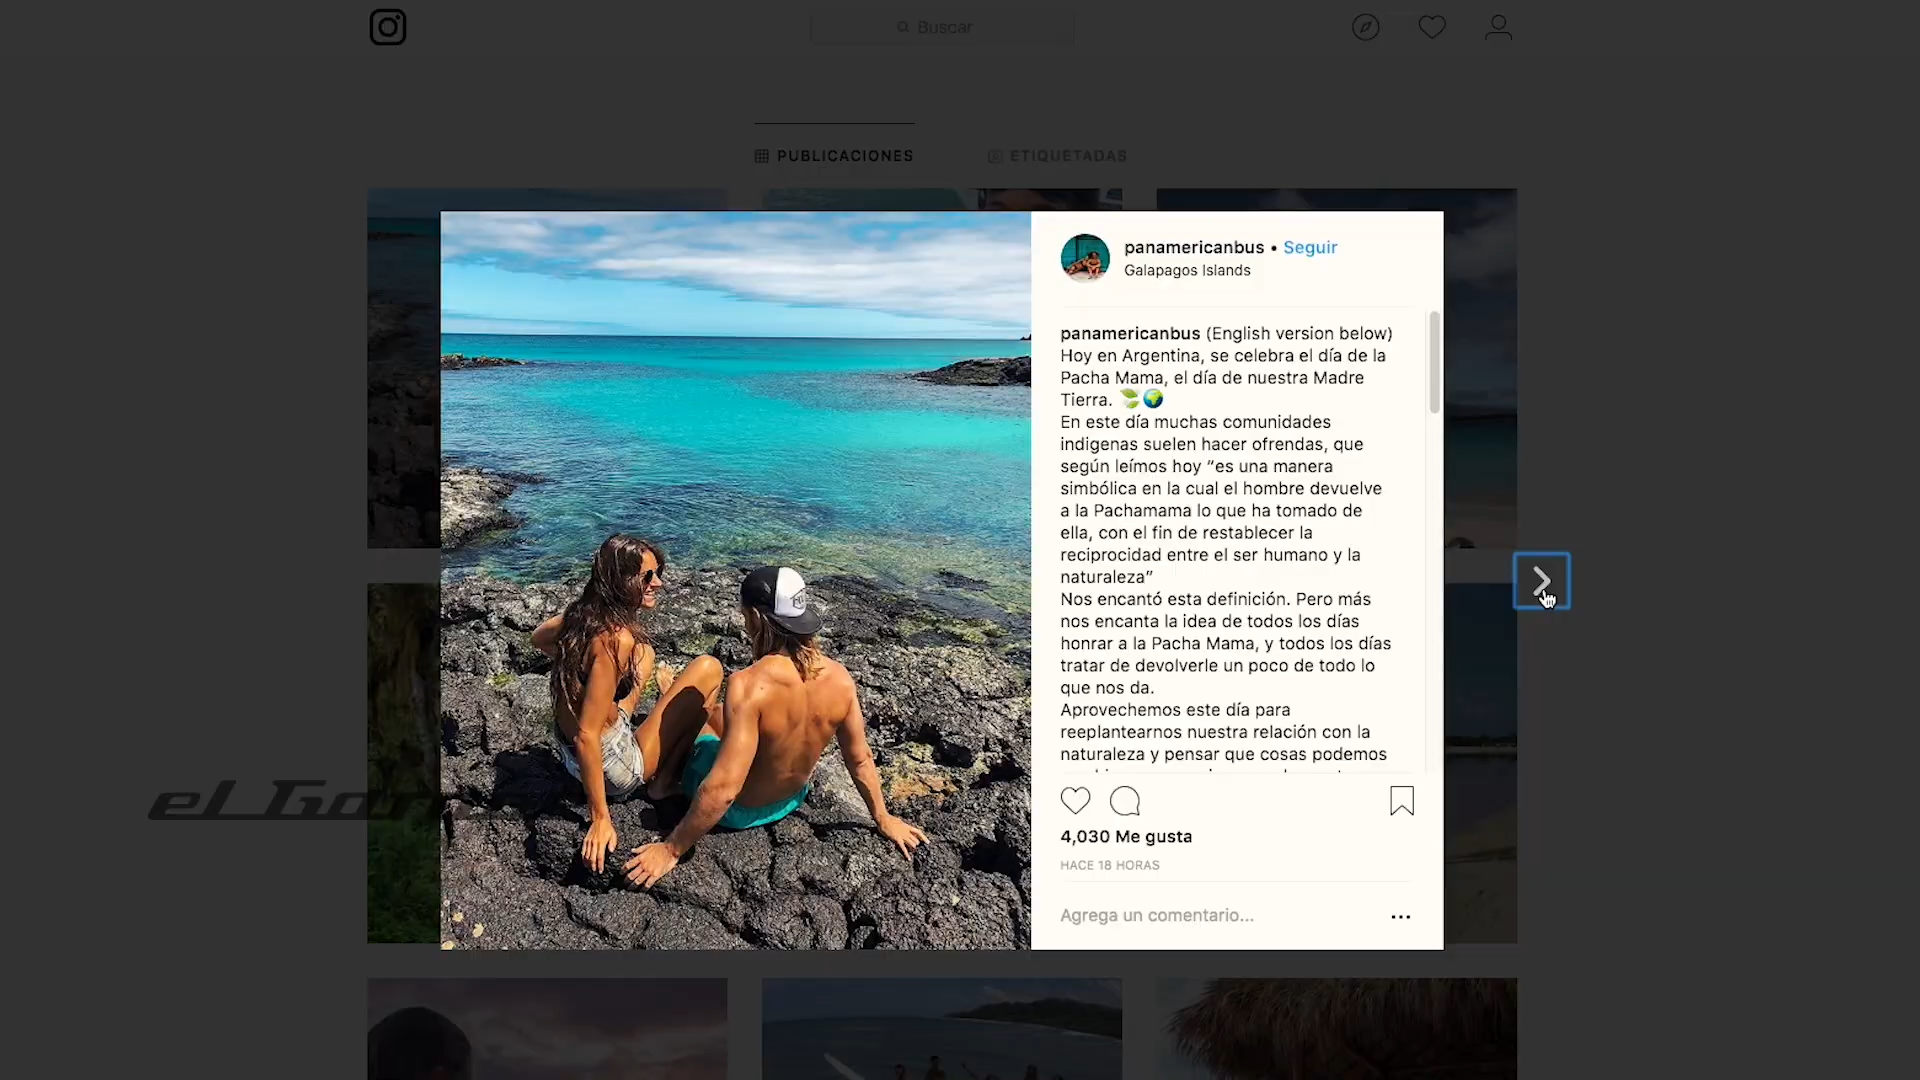 Buscar
PUBLICACIONES
ETIQUETADAS
panamericanbus • Seguir
Galapagos Islands
panamericanbus (English version below)
Hoy en Argentina, se celebra el día de la
Pacha Mama, el día de nuestra Madre
Tierra. 🍃🌍
En este día muchas comunidades
indigenas suelen hacer ofrendas, que
según leímos hoy “es una manera
simbólica en la cual el hombre devuelve
a la Pachamama lo que ha tomado de
ella, con el fin de restablecer la
reciprocidad entre el ser humano y la
naturaleza”
Nos encantó esta definición. Pero más
nos encanta la idea de todos los días
honrar a la Pacha Mama, y todos los días
tratar de devolverle un poco de todo lo
que nos da.
Aprovechemos este día para
reeplantearnos nuestra relación con la
naturaleza y pensar que cosas podemos
4,030 Me gusta
HACE 18 HORAS
Agrega un comentario...
el